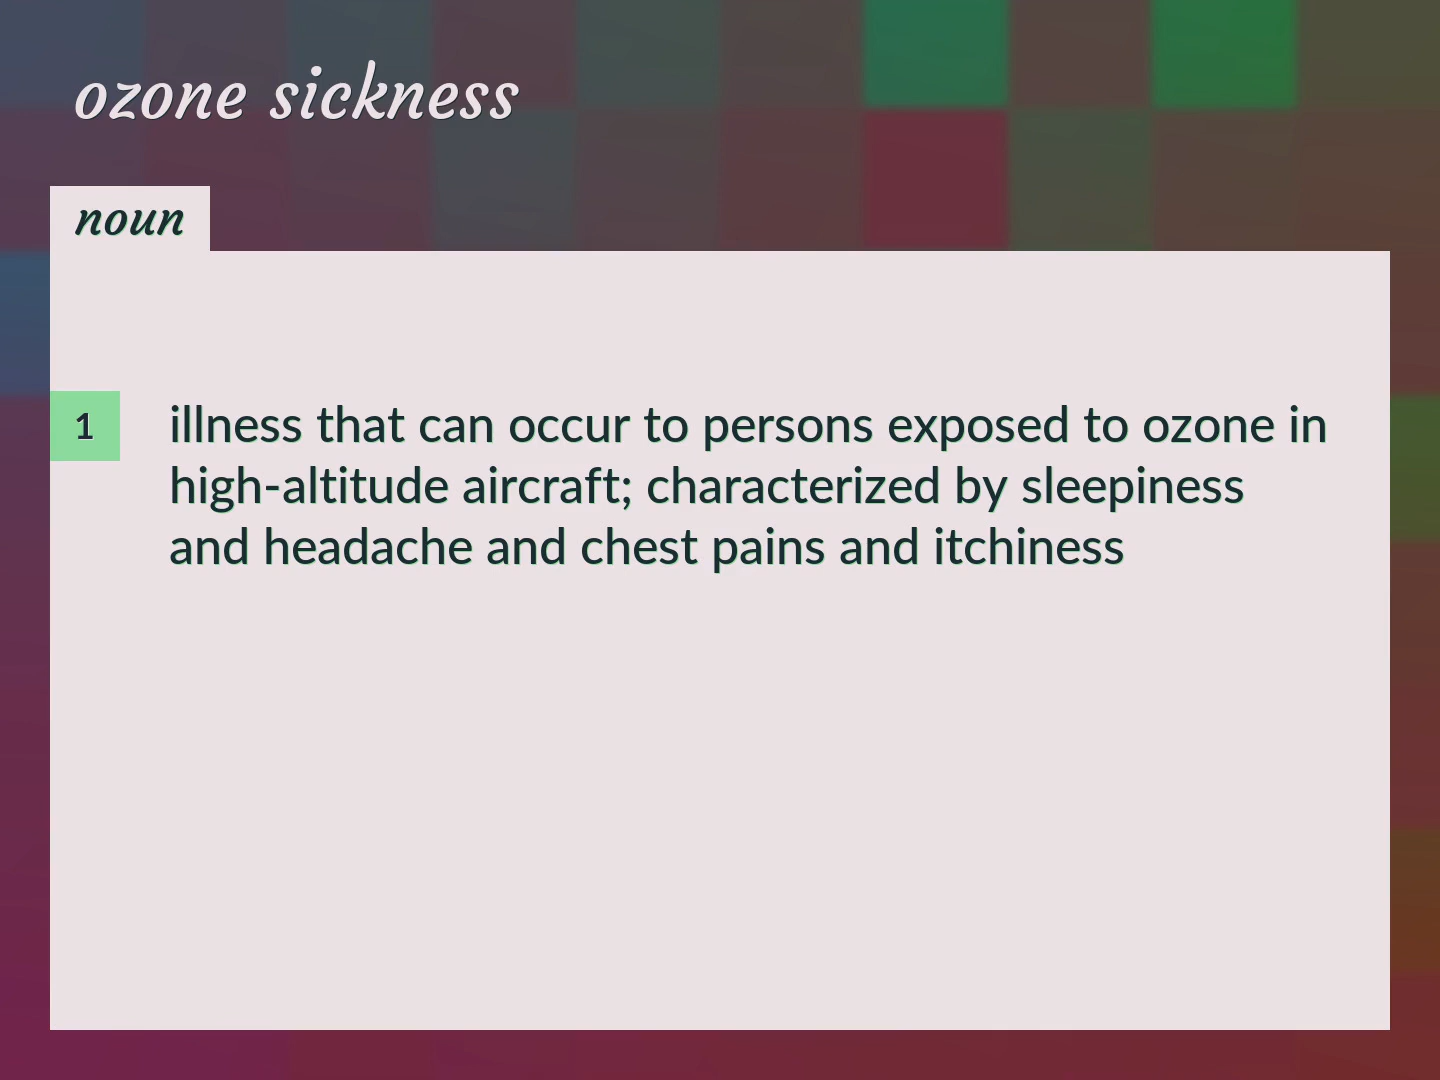 ozone sickness
noun
1
illness that can occur to persons exposed to ozone in
high-altitude aircraft; characterized by sleepiness
and headache and chest pains and itchiness